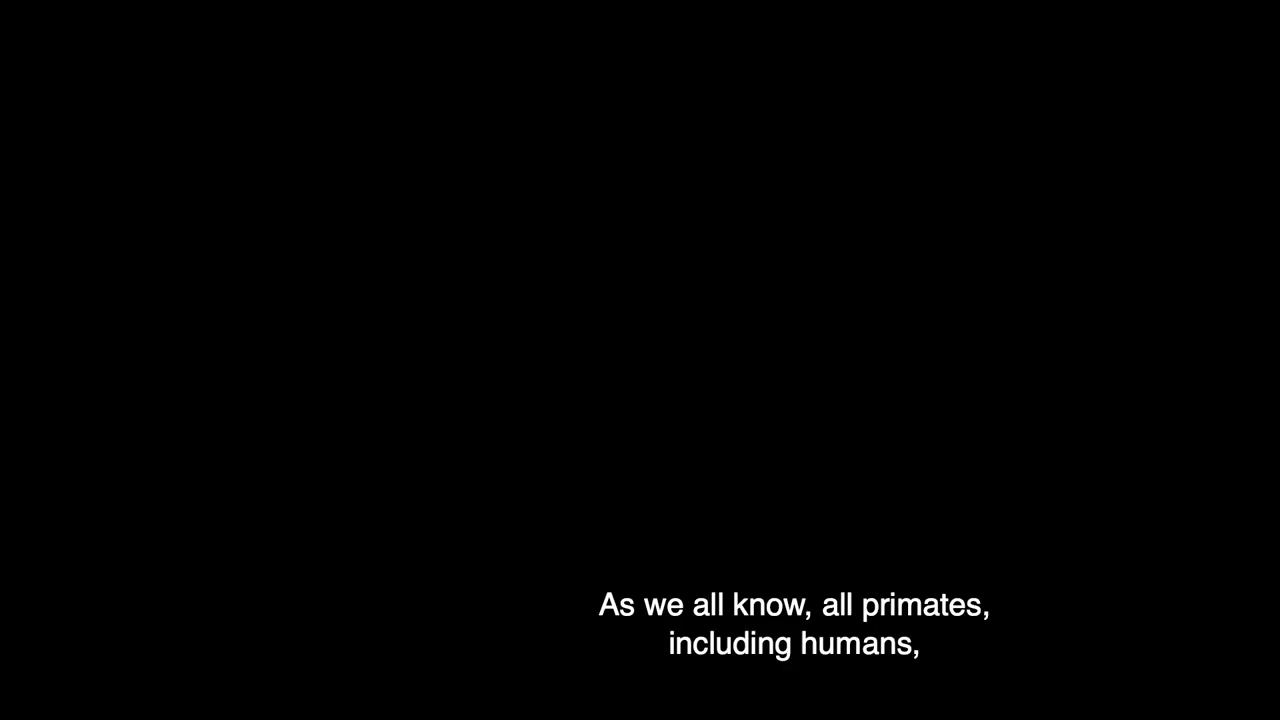 As we all know, all primates,
including humans,